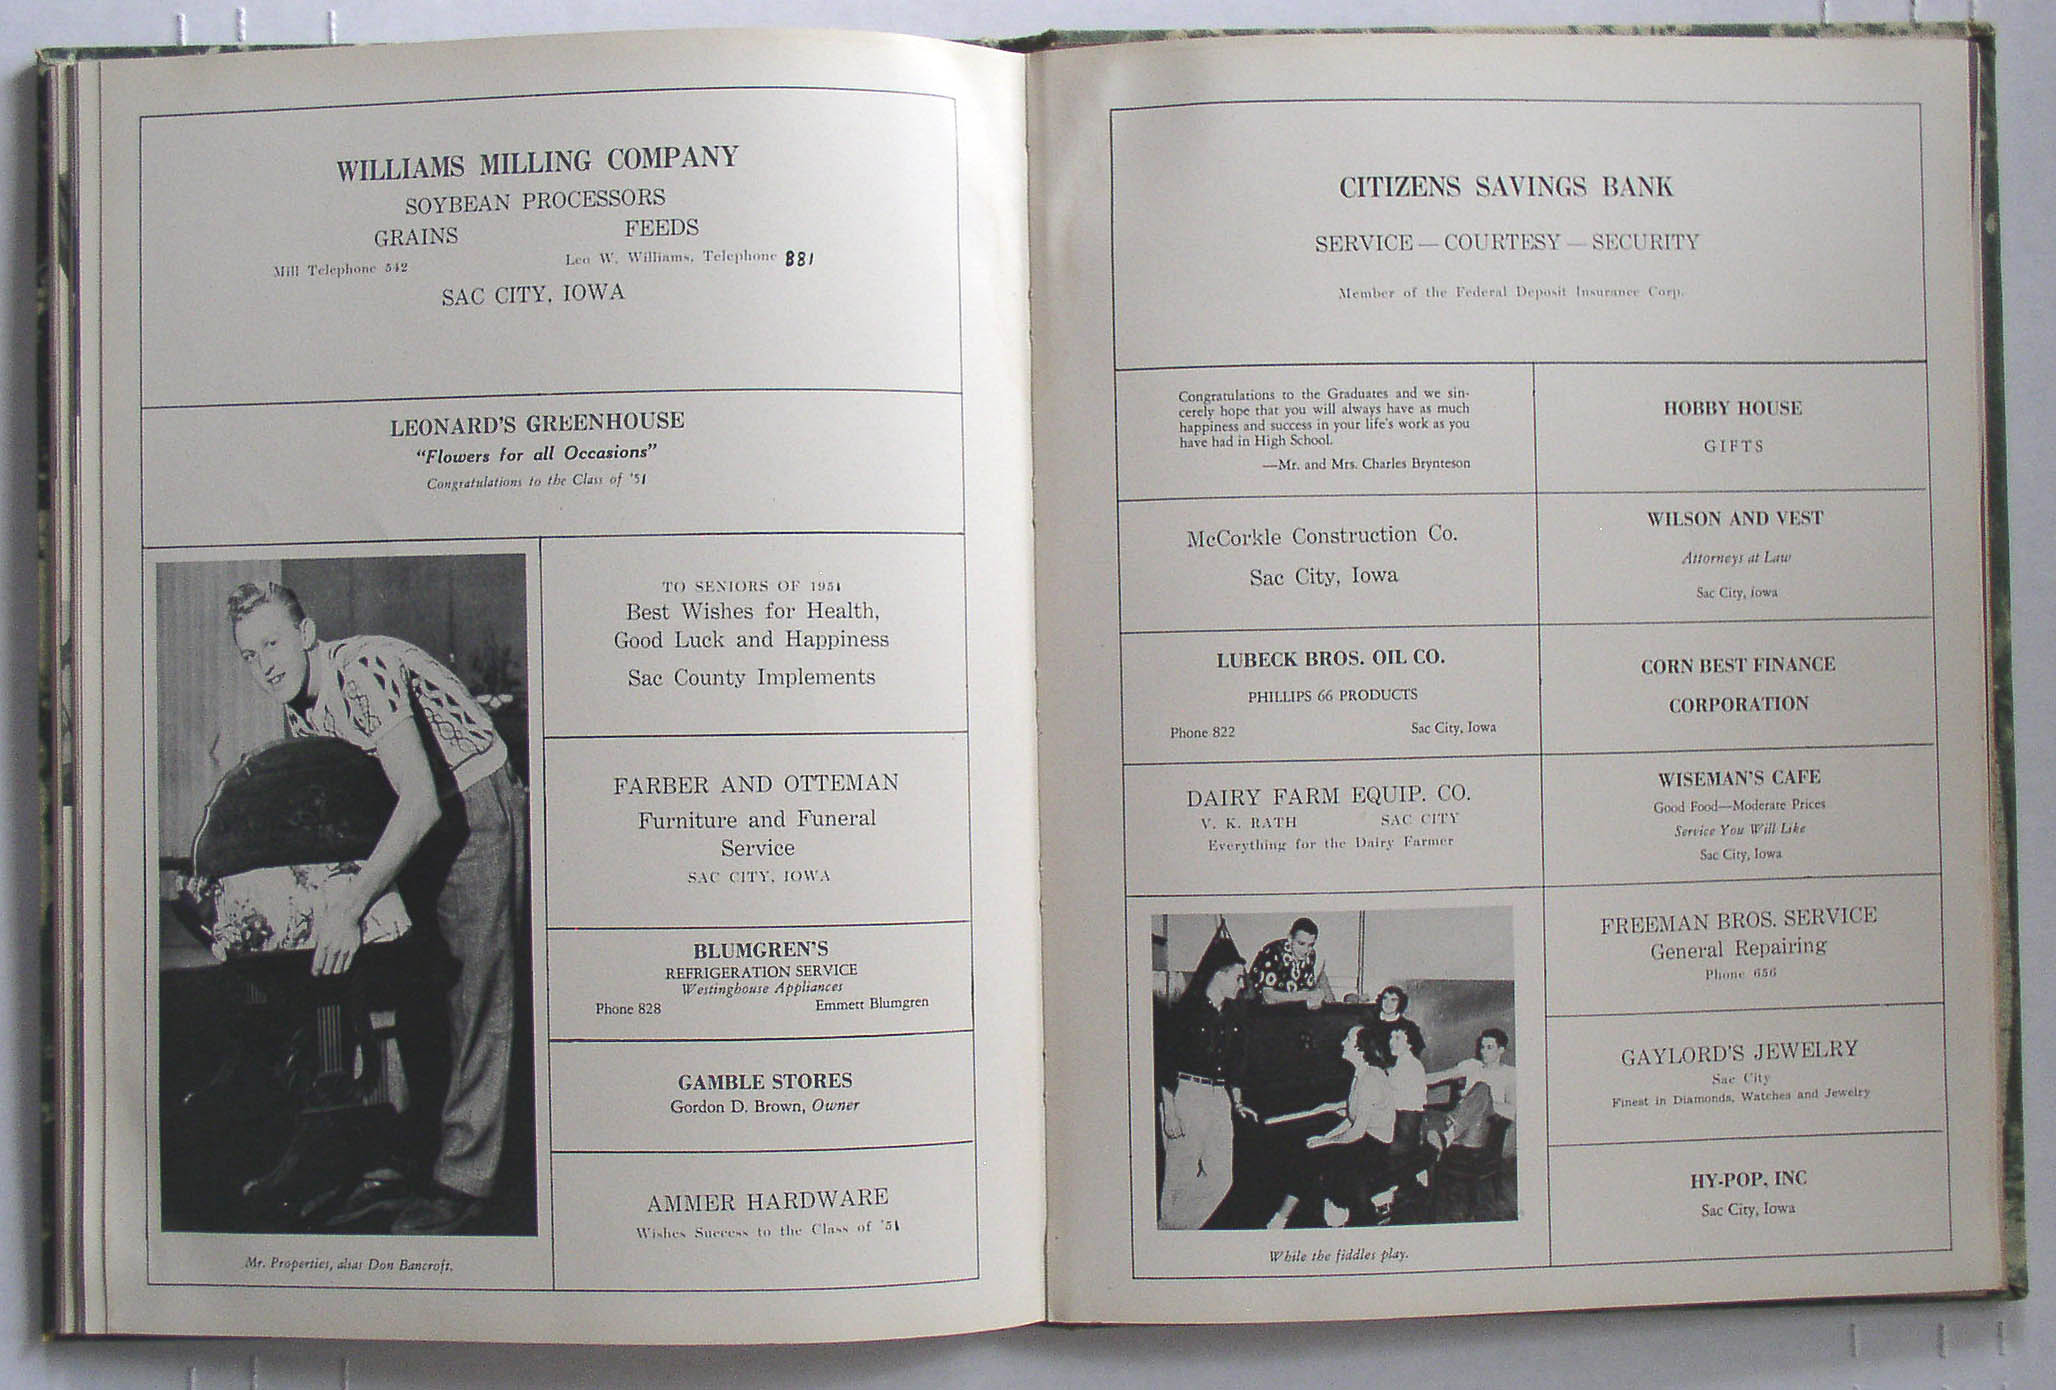 WILLIAMS MILLING COMPANY
SOYBEAN PROCESSORS
GRAINS FEEDS
Mill Telephone 542 Leo W. Williams, Telephone 881
SAC CITY, IOWA
LEONARD'S GREENHOUSE
"Flowers for all Occasions"
Congratulations to the Class of '51
TO SENIORS OF 1951
Best Wishes for Health,
Good Luck and Happiness
Sac County Implements
FARBER AND OTTEMAN
Furniture and Funeral
Service
SAC CITY, IOWA
BLUMGREN'S
REFRIGERATION SERVICE
Westinghouse Appliances
Phone 828 Emmett Blumgren
GAMBLE STORES
Gordon D. Brown, Owner
AMMER HARDWARE
Wishes Success to the Class of '51
Mr. Properties, alias Don Bancroft.
CITIZENS SAVINGS BANK
SERVICE — COURTESY — SECURITY
Member of the Federal Deposit Insurance Corp.
Congratulations to the Graduates and we sin-
cerely hope that you will always have as much
happiness and success in your life's work as you
have had in High School.
—Mr. and Mrs. Charles Brynteson
McCorkle Construction Co.
Sac City, Iowa
LUBECK BROS. OIL CO.
PHILLIPS 66 PRODUCTS
Phone 822 Sac City, Iowa
DAIRY FARM EQUIP. CO.
V. K. RATH SAC CITY
Everything for the Dairy Farmer
While the fiddles play.
HOBBY HOUSE
GIFTS
WILSON AND VEST
Attorneys at Law
Sac City, Iowa
CORN BEST FINANCE
CORPORATION
WISEMAN'S CAFE
Good Food—Moderate Prices
Service You Will Like
Sac City, Iowa
FREEMAN BROS. SERVICE
General Repairing
Phone 656
GAYLORD'S JEWELRY
Sac City
Finest in Diamonds, Watches and Jewelry
HY-POP, INC
Sac City, Iowa